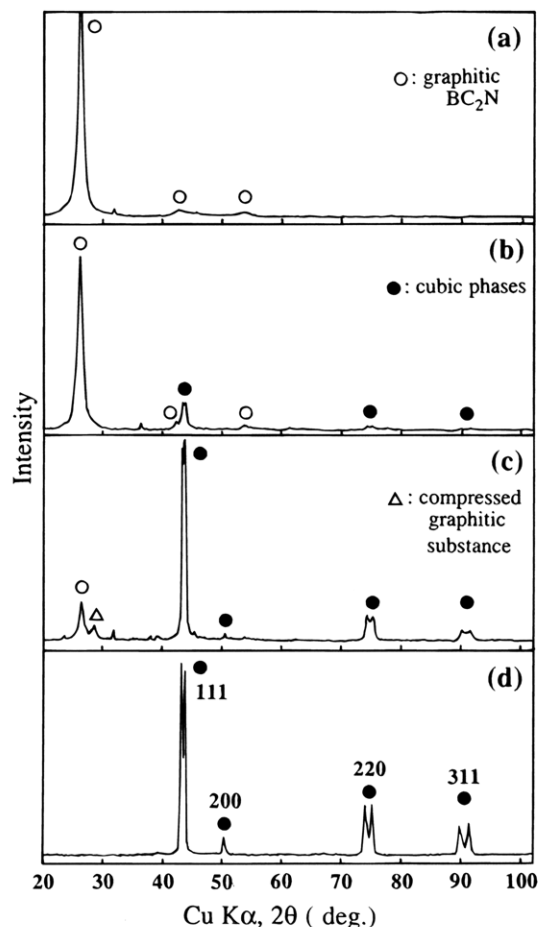 (a)
○ : graphitic
BC₂N
(b)
● : cubic phases
Intensity
(c)
△ : compressed
graphitic
substance
(d)
111
200
220
311
20 30 40 50 60 70 80 90 100
Cu Kα, 2θ ( deg.)